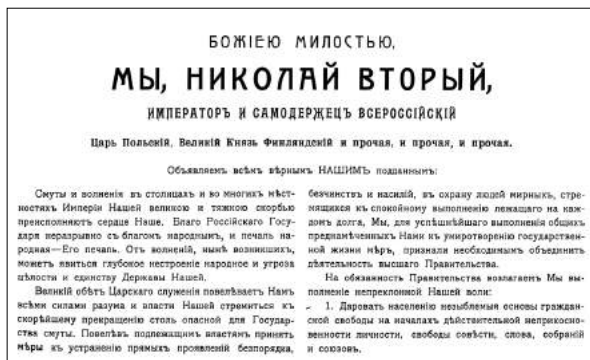 БОЖІЕЮ МИЛОСТЬЮ,
МЫ, НИКОЛАЙ ВТОРЫЙ,
ИМПЕРАТОРЪ И САМОДЕРЖЕЦЪ ВСЕРОССІЙСКІЙ
Царь Польскій, Великій Князь Финляндскій и прочая, и прочая, и прочая.
Объявляемъ всѣмъ вѣрнымъ НАШИМЪ подданнымъ:
Смуты и волненія въ столицахъ и во многихъ мѣст-
ностяхъ Имперіи Нашей великою и тяжкою скорбью
преисполняютъ сердце Наше. Благо Россійскаго Госу-
даря неразрывно съ благомъ народнымъ, и печаль на-
родная—Его печаль. Отъ волненій, нынѣ возникшихъ,
можетъ явиться глубокое нестроеніе народное и угроза
цѣлости и единству Державы Нашей.
Великій обѣтъ Царскаго служенія повелѣваетъ Намъ
всѣми силами разума и власти Нашей стремиться къ
скорѣйшему прекращенію столь опасной для Государ-
ства смуты. Повелѣвъ подлежащимъ властямъ принять
мѣры къ устраненію прямыхъ проявленій безпорядка,
безчинствъ и насилій, въ охрану людей мирныхъ, стре-
мящихся къ спокойному выполненію лежащаго на каж-
домъ долга, Мы, для успѣшнѣйшаго выполненія общихъ
преднамѣченныхъ Нами къ умиротворенію государствен-
ной жизни мѣръ, признали необходимымъ объединить
дѣятельность высшаго Правительства.
На обязанность Правительства возлагаемъ Мы вы-
полненіе непреклонной Нашей воли:
1. Даровать населенію незыблемыя основы граждан-
ской свободы на началахъ дѣйствительной неприкосно-
венности личности, свободы совѣсти, слова, собраній
и союзовъ.